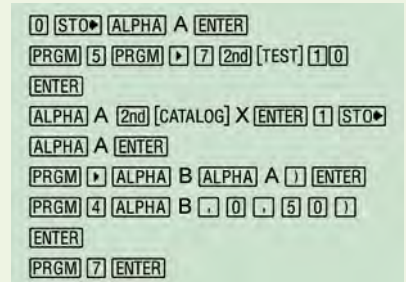 0 STO▸ ALPHA A ENTER
PRGM 5 PRGM ▸ 7 2nd [TEST] 1 0
ENTER
ALPHA A 2nd [CATALOG] X ENTER 1 STO▸
ALPHA A ENTER
PRGM ▸ ALPHA B ALPHA A ) ENTER
PRGM 4 ALPHA B , 0 , 5 0 )
ENTER
PRGM 7 ENTER